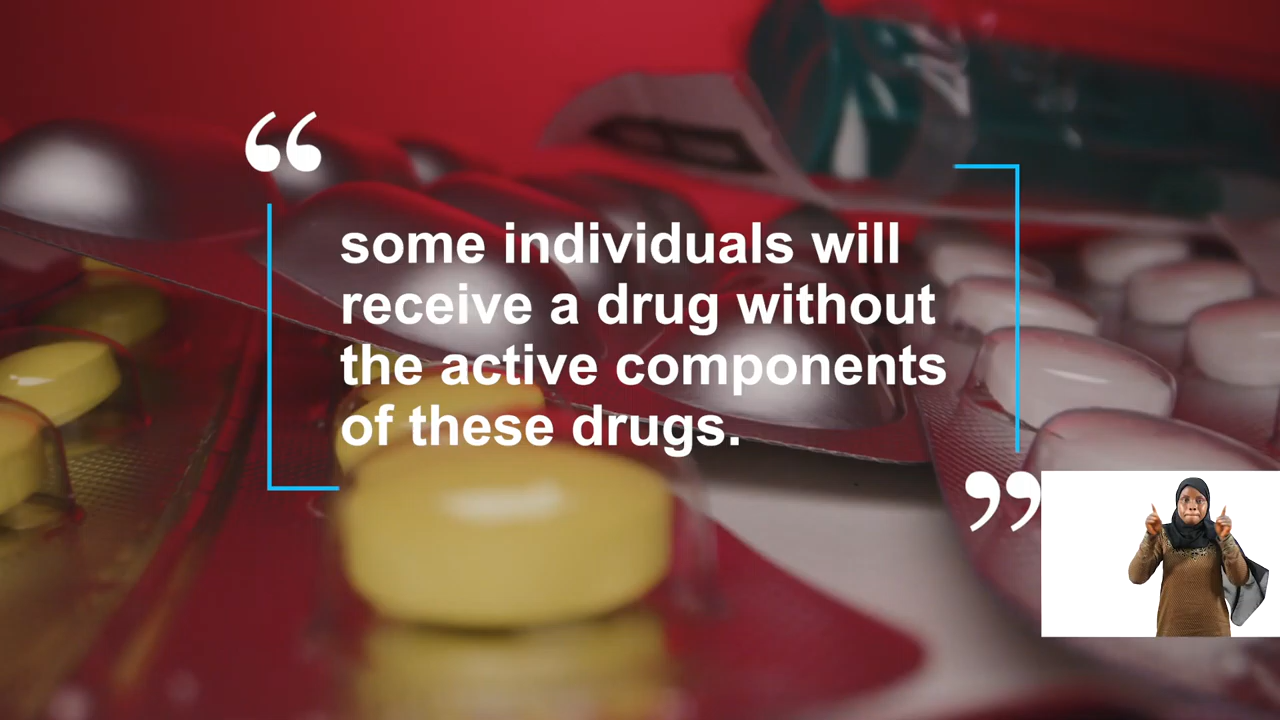 “
some individuals will
receive a drug without
the active components
of these drugs.
”